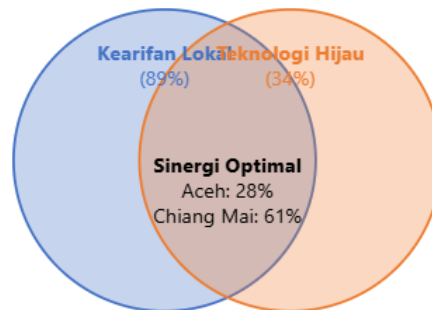 Kearifan Lokal
(89%)
Teknologi Hijau
(34%)
Sinergi Optimal
Aceh: 28%
Chiang Mai: 61%